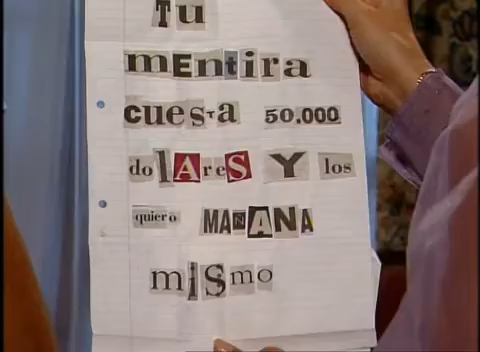 Tu
mEntira
cuesTa 50.000
dolAreS Y los
quiero MAÑANA
mismo